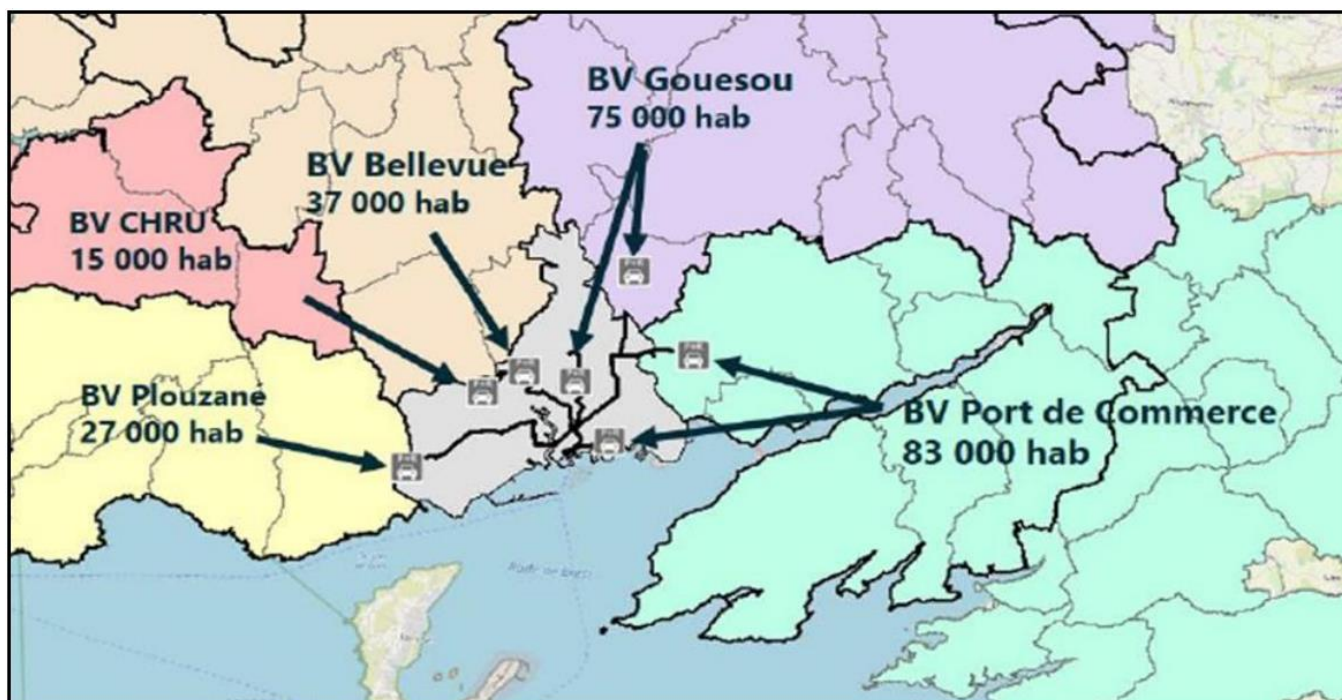 BV Gouesou
75 000 hab
BV Bellevue
37 000 hab
BV CHRU
15 000 hab
BV Plouzane
27 000 hab
BV Port de Commerce
83 000 hab